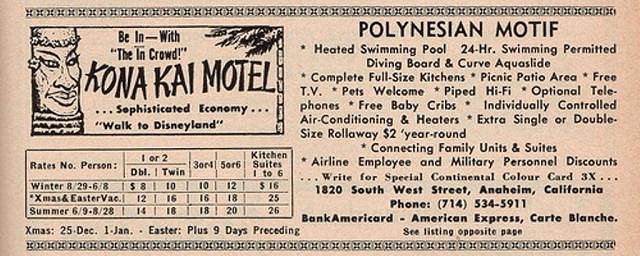 Be In—With
"The In Crowd!"
KONA KAI MOTEL
...Sophisticated Economy...
"Walk to Disneyland"
Rates No. Person: 1 or 2 3or4 5or6 Kitchen Suites 1 to 6
Dbl. Twin
Winter 8/29-6/8 $ 8 10 10 12 $ 16
*Xmas&EasterVac. 12 16 16 18 25
Summer 6/9-8/28 14 18 18 20 26
Xmas: 25-Dec. 1-Jan. - Easter: Plus 9 Days Preceding
POLYNESIAN MOTIF
* Heated Swimming Pool 24-Hr. Swimming Permitted
Diving Board & Curve Aquaslide
* Complete Full-Size Kitchens * Picnic Patio Area * Free
T.V. * Pets Welcome * Piped Hi-Fi * Optional Tele-
phones * Free Baby Cribs * Individually Controlled
Air-Conditioning & Heaters * Extra Single or Double-
Size Rollaway $2 'year-round
* Connecting Family Units & Suites
* Airline Employee and Military Personnel Discounts
... Write for Special Continental Colour Card 3X ...
1820 South West Street, Anaheim, California
Phone: (714) 534-5911
BankAmericard - American Express, Carte Blanche.
See listing opposite page